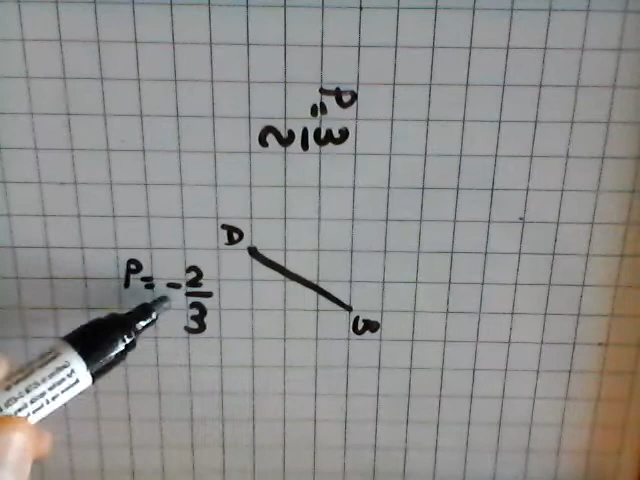 P = 3/2
D
P = -2/3
B